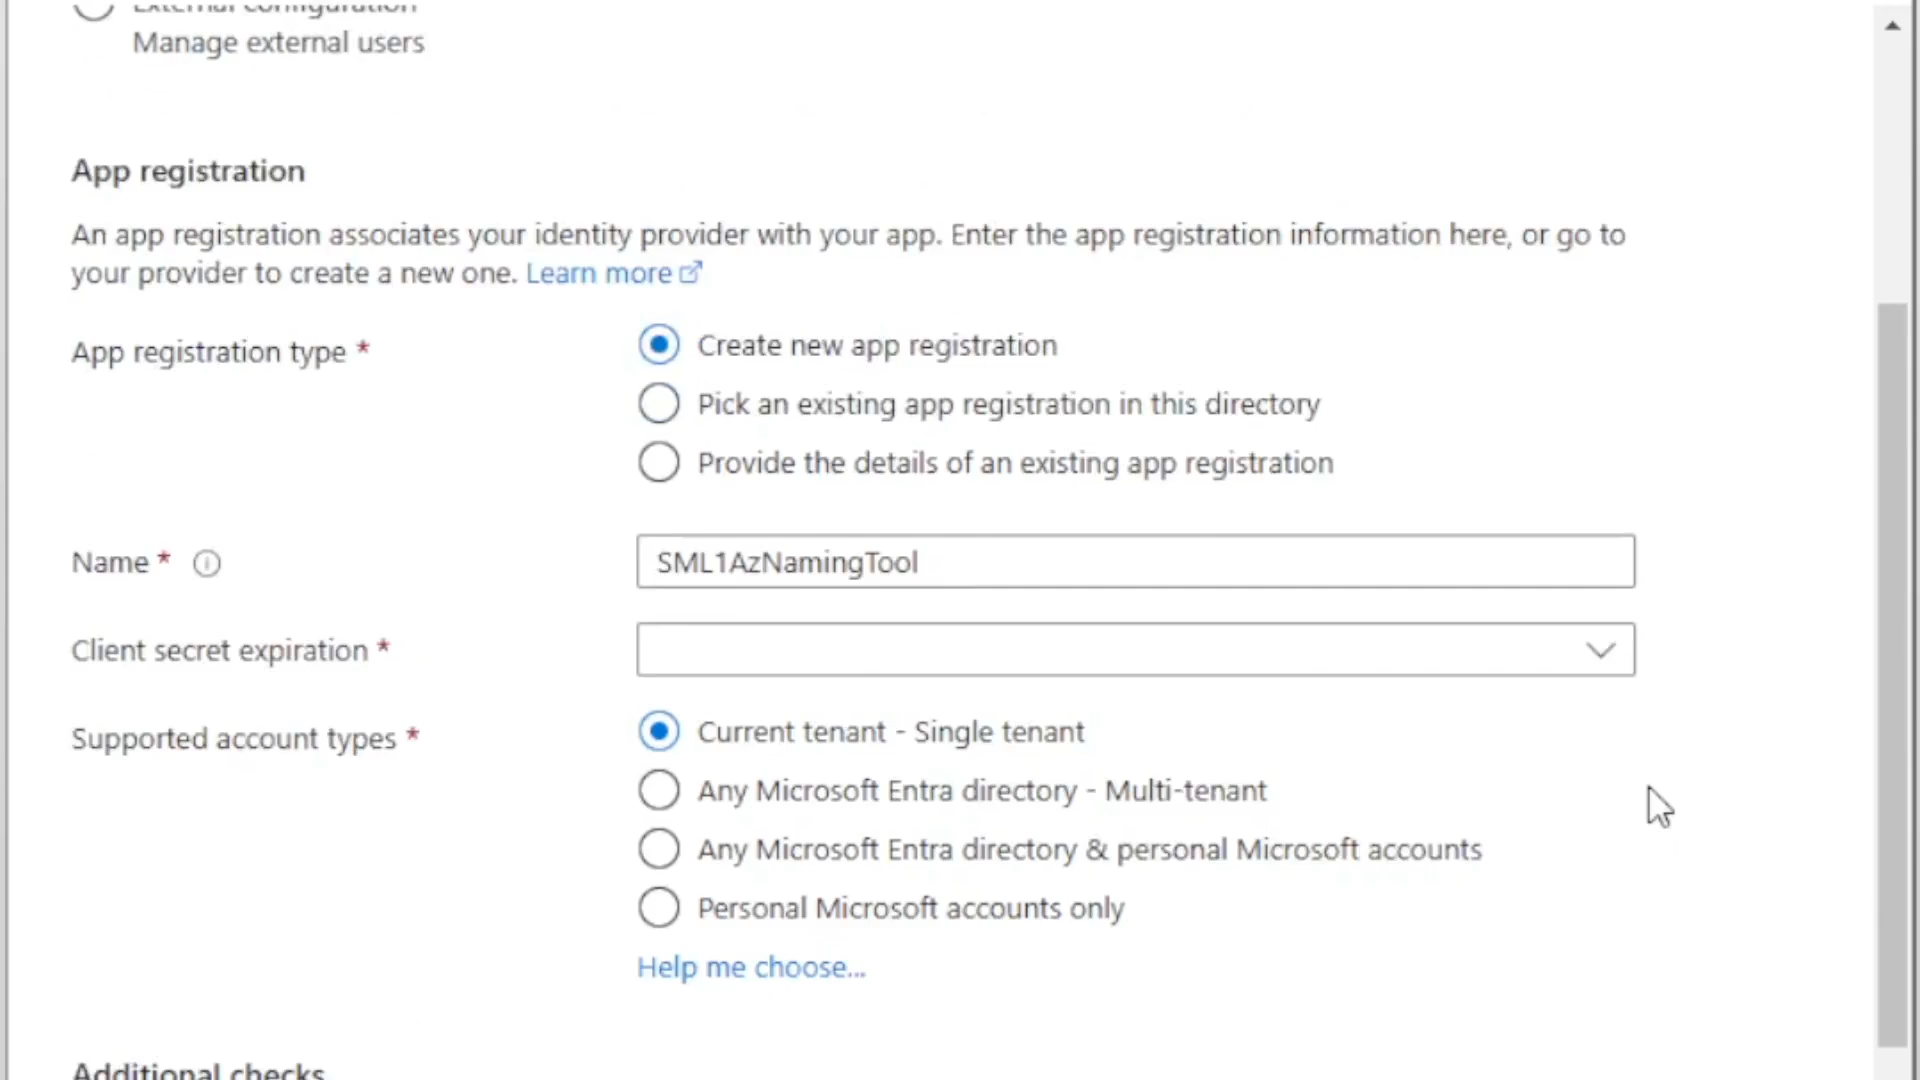 External configuration
Manage external users
App registration
An app registration associates your identity provider with your app. Enter the app registration information here, or go to
your provider to create a new one. Learn more
App registration type *
Create new app registration
Pick an existing app registration in this directory
Provide the details of an existing app registration
Name *
SML1AzNamingTool
Client secret expiration *
Supported account types *
Current tenant - Single tenant
Any Microsoft Entra directory - Multi-tenant
Any Microsoft Entra directory & personal Microsoft accounts
Personal Microsoft accounts only
Help me choose...
Additional checks